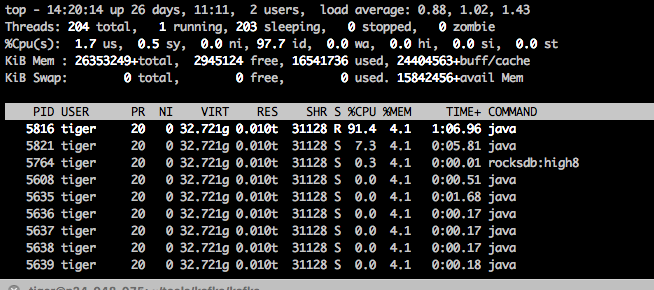 top - 14:20:14 up 26 days, 11:11,  2 users,  load average: 0.88, 1.02, 1.43
Threads: 204 total,   1 running, 203 sleeping,   0 stopped,   0 zombie
%Cpu(s):  1.7 us,  0.5 sy,  0.0 ni, 97.7 id,  0.0 wa,  0.0 hi,  0.0 si,  0.0 st
KiB Mem : 26353249+total,  2945124 free, 16541736 used, 24404563+buff/cache
KiB Swap:        0 total,        0 free,        0 used. 15842456+avail Mem
PID USER      PR  NI    VIRT    RES    SHR S %CPU %MEM     TIME+ COMMAND
5816 tiger     20   0 32.721g 0.010t  31128 R 91.4  4.1   1:06.96 java
5821 tiger     20   0 32.721g 0.010t  31128 S  7.3  4.1   0:05.81 java
5764 tiger     20   0 32.721g 0.010t  31128 S  0.3  4.1   0:00.01 rocksdb:high8
5608 tiger     20   0 32.721g 0.010t  31128 S  0.0  4.1   0:00.51 java
5635 tiger     20   0 32.721g 0.010t  31128 S  0.0  4.1   0:01.68 java
5636 tiger     20   0 32.721g 0.010t  31128 S  0.0  4.1   0:00.17 java
5637 tiger     20   0 32.721g 0.010t  31128 S  0.0  4.1   0:00.17 java
5638 tiger     20   0 32.721g 0.010t  31128 S  0.0  4.1   0:00.17 java
5639 tiger     20   0 32.721g 0.010t  31128 S  0.0  4.1   0:00.18 java